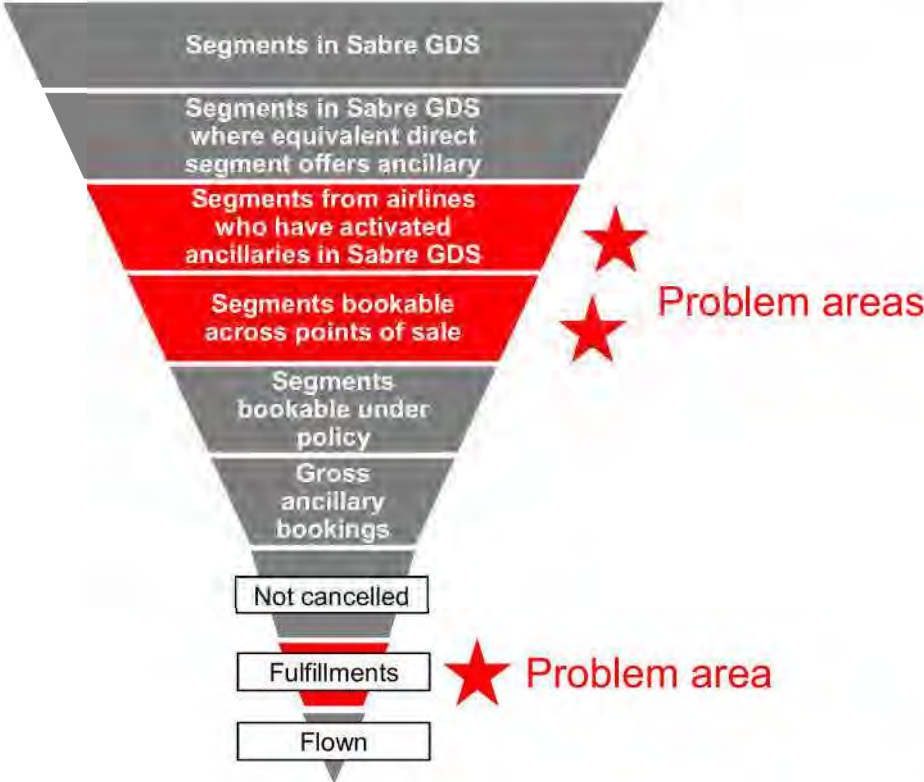 Segments in Sabre GDS
Segments in Sabre GDS
where equivalent direct
segment offers ancillary
Segments from airlines
who have activated
ancillaries in Sabre GDS
Segments bookable
across points of sale
Problem areas
Segments
bookable under
policy
Gross
ancillary
bookings
Not cancelled
Fulfillments
Problem area
Flown